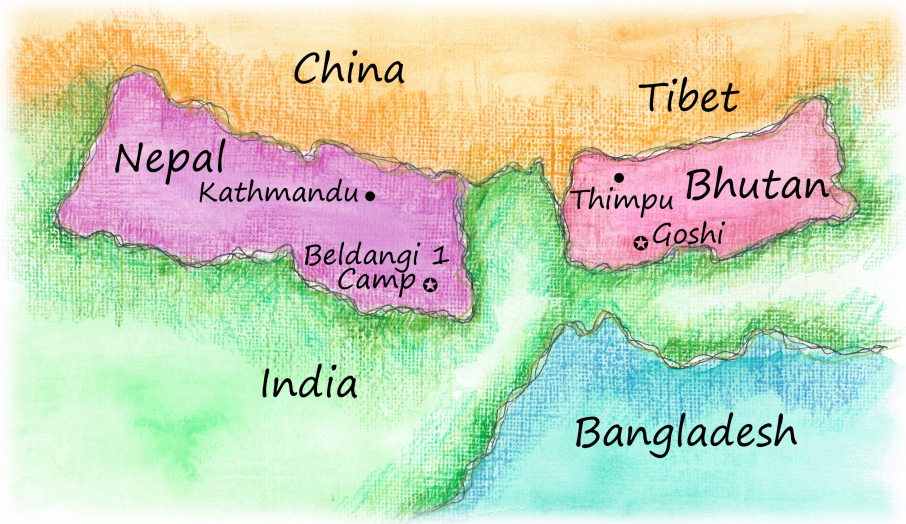 China
Tibet
Nepal
Kathmandu
Bhutan
Thimpu
Goshi
Beldangi 1
Camp
India
Bangladesh